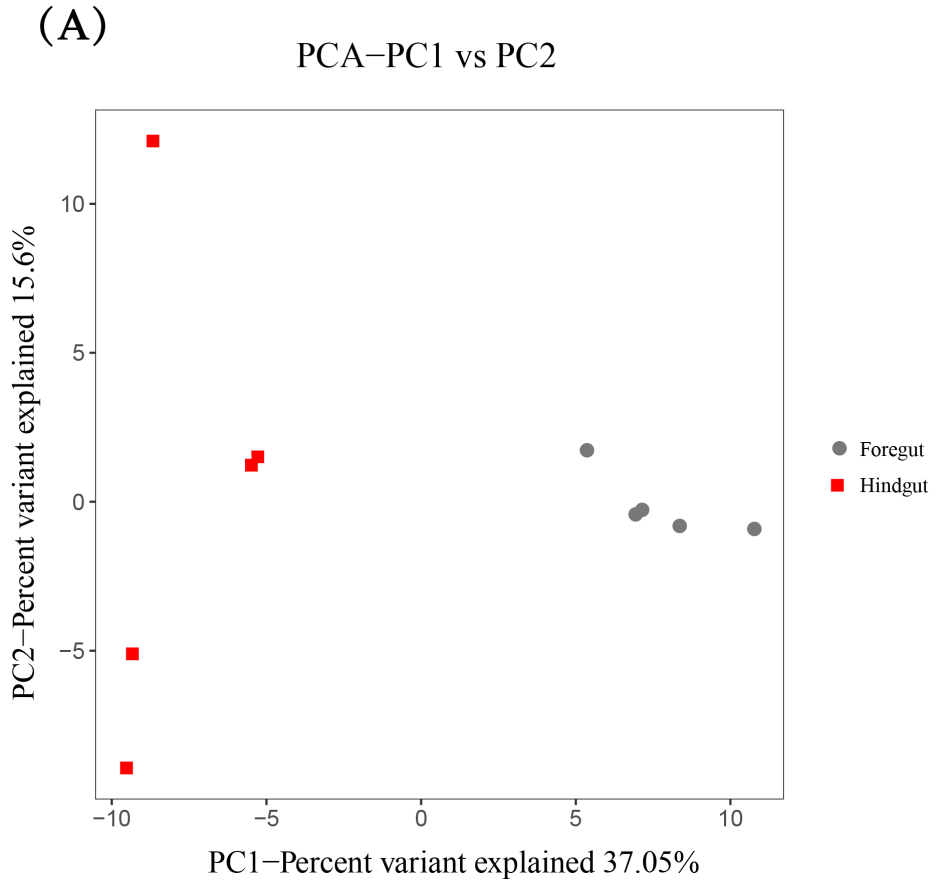 (A)
PCA−PC1 vs PC2
PC2−Percent variant explained 15.6%
10
5
0
−5
−10
−5
0
5
10
PC1−Percent variant explained 37.05%
Foregut
Hindgut